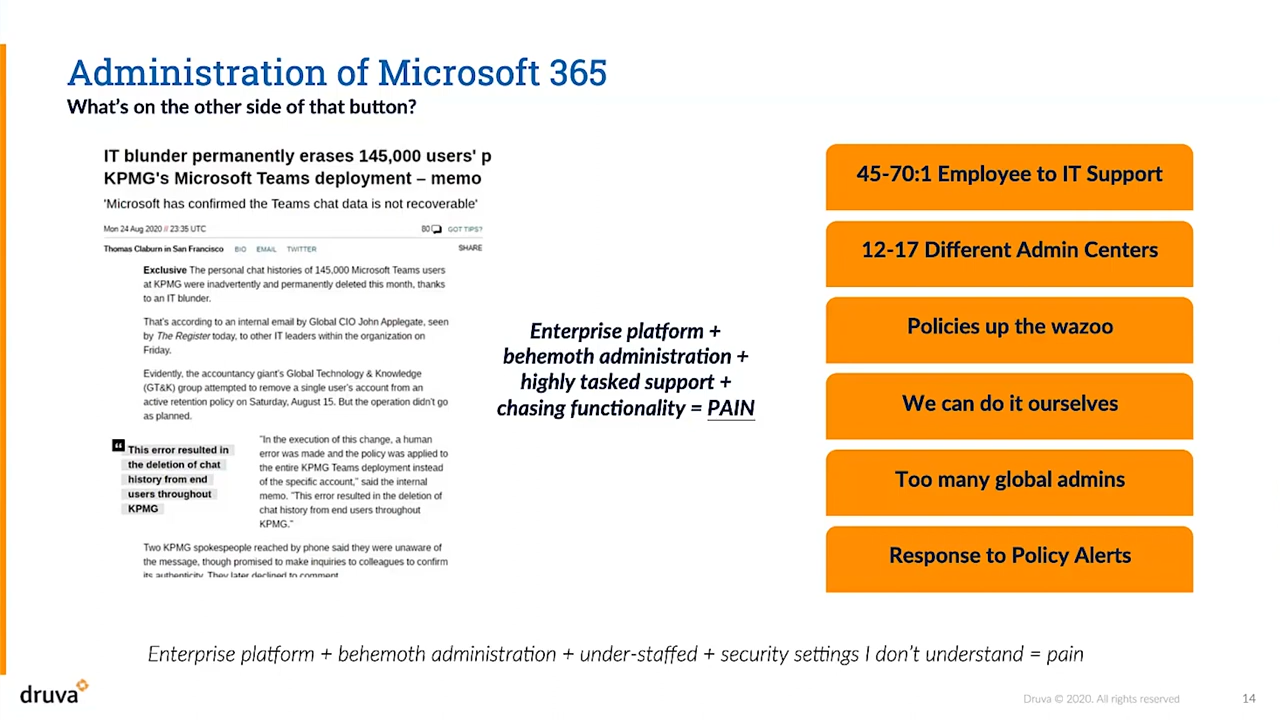 Administration of Microsoft 365
What's on the other side of that button?
IT blunder permanently erases 145,000 users' p
KPMG's Microsoft Teams deployment – memo
'Microsoft has confirmed the Teams chat data is not recoverable'
Mon 24 Aug 2020 // 23:35 UTC
80 GOT TIPS?
Thomas Claburn in San Francisco BIO EMAIL TWITTER
SHARE
Exclusive The personal chat histories of 145,000 Microsoft Teams users
at KPMG were inadvertently and permanently deleted this month, thanks
to an IT blunder.
That's according to an internal email by Global CIO John Applegate, seen
by The Register today, to other IT leaders within the organization on
Friday.
Evidently, the accountancy giant's Global Technology & Knowledge
(GT&K) group attempted to remove a single user's account from an
active retention policy on Saturday, August 15. But the operation didn't go
as planned.
“ This error resulted in
the deletion of chat
history from end
users throughout
KPMG
"In the execution of this change, a human
error was made and the policy was applied to
the entire KPMG Teams deployment instead
of the specific account," said the internal
memo. "This error resulted in the deletion of
chat history from end users throughout
KPMG."
Two KPMG spokespeople reached by phone said they were unaware of
the message, though promised to make inquiries to colleagues to confirm
its authenticity. They later declined to comment.
Enterprise platform +
behemoth administration +
highly tasked support +
chasing functionality = PAIN
45-70:1 Employee to IT Support
12-17 Different Admin Centers
Policies up the wazoo
We can do it ourselves
Too many global admins
Response to Policy Alerts
Enterprise platform + behemoth administration + under-staffed + security settings I don't understand = pain
druva
Druva © 2020. All rights reserved
14